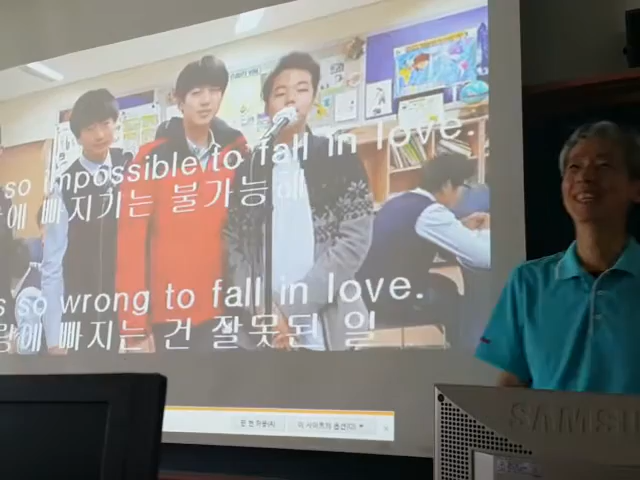 so impossible to fall in love.
에 빠지기는 불가능해
s so wrong to fall in love.
랑에 빠지는 건 잘못된 일
SAMSUNG